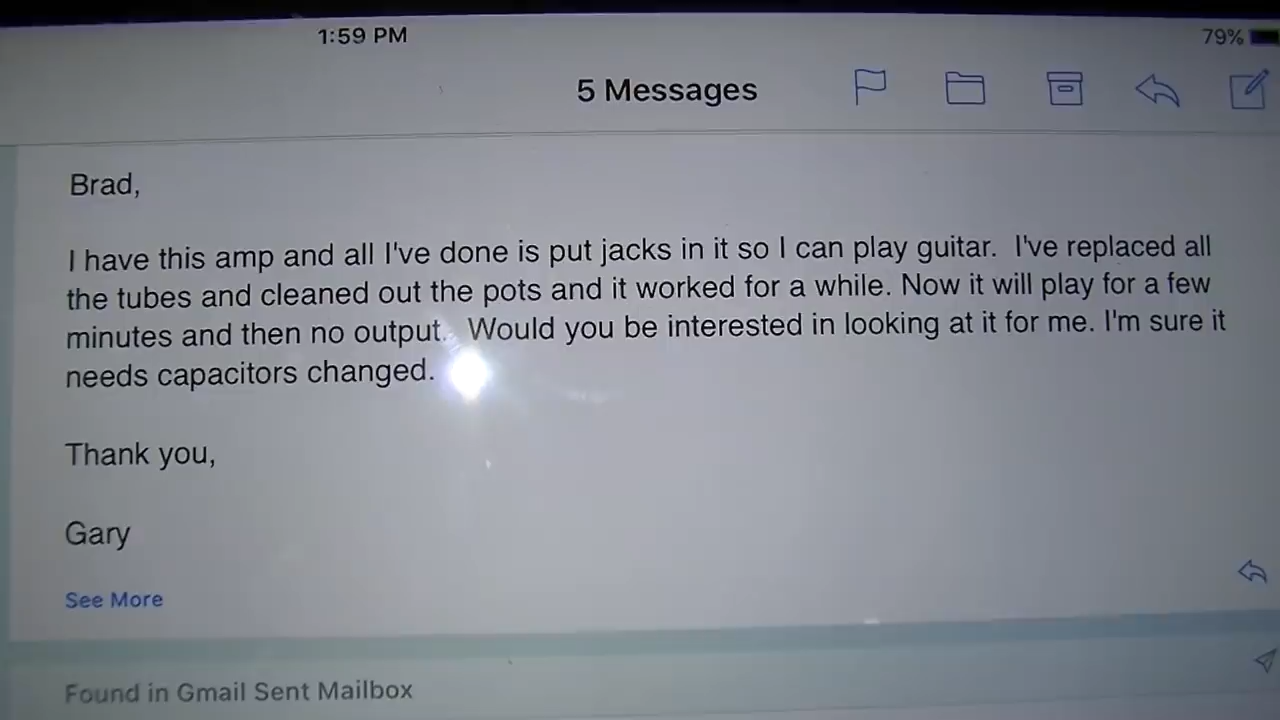 1:59 PM
79%
5 Messages
Brad,
I have this amp and all I've done is put jacks in it so I can play guitar.  I've replaced all
the tubes and cleaned out the pots and it worked for a while. Now it will play for a few
minutes and then no output.  Would you be interested in looking at it for me. I'm sure it
needs capacitors changed.
Thank you,
Gary
See More
Found in Gmail Sent Mailbox